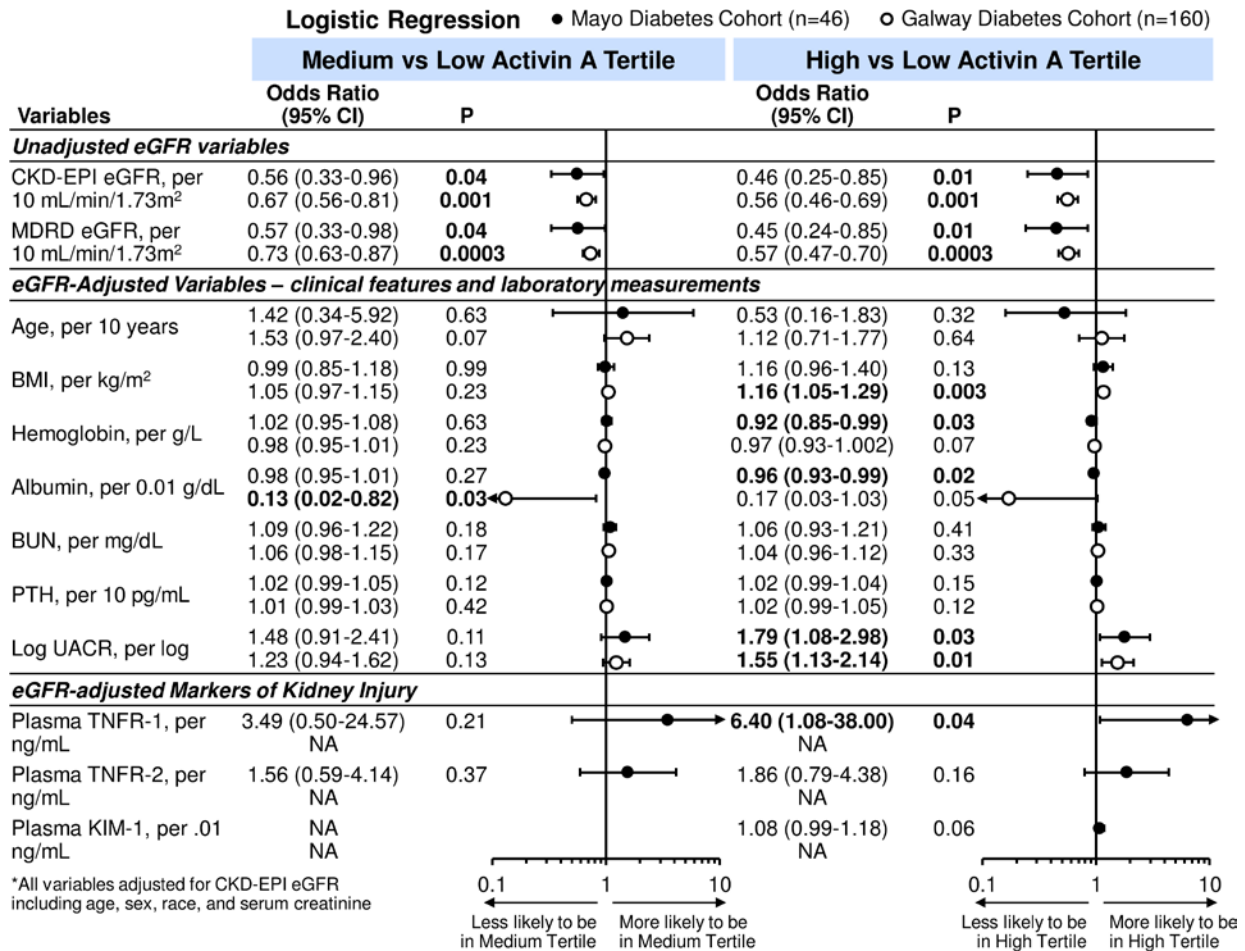 Logistic Regression ● Mayo Diabetes Cohort (n=46) ○ Galway Diabetes Cohort (n=160)
Medium vs Low Activin A Tertile High vs Low Activin A Tertile
Odds Ratio Odds Ratio
Variables (95% CI) P (95% CI) P
Unadjusted eGFR variables
CKD-EPI eGFR, per 0.56 (0.33-0.96) 0.04 0.46 (0.25-0.85) 0.01
10 mL/min/1.73m² 0.67 (0.56-0.81) 0.001 0.56 (0.46-0.69) 0.001
MDRD eGFR, per 0.57 (0.33-0.98) 0.04 0.45 (0.24-0.85) 0.01
10 mL/min/1.73m² 0.73 (0.63-0.87) 0.0003 0.57 (0.47-0.70) 0.0003
eGFR-Adjusted Variables – clinical features and laboratory measurements
Age, per 10 years
1.42 (0.34-5.92) 0.63 0.53 (0.16-1.83) 0.32
1.53 (0.97-2.40) 0.07 1.12 (0.71-1.77) 0.64
BMI, per kg/m²
0.99 (0.85-1.18) 0.99 1.16 (0.96-1.40) 0.13
1.05 (0.97-1.15) 0.23 1.16 (1.05-1.29) 0.003
Hemoglobin, per g/L
1.02 (0.95-1.08) 0.63 0.92 (0.85-0.99) 0.03
0.98 (0.95-1.01) 0.23 0.97 (0.93-1.002) 0.07
Albumin, per 0.01 g/dL
0.98 (0.95-1.01) 0.27 0.96 (0.93-0.99) 0.02
0.13 (0.02-0.82) 0.03 0.17 (0.03-1.03) 0.05
BUN, per mg/dL
1.09 (0.96-1.22) 0.18 1.06 (0.93-1.21) 0.41
1.06 (0.98-1.15) 0.17 1.04 (0.96-1.12) 0.33
PTH, per 10 pg/mL
1.02 (0.99-1.05) 0.12 1.02 (0.99-1.04) 0.15
1.01 (0.99-1.03) 0.42 1.02 (0.99-1.05) 0.12
Log UACR, per log
1.48 (0.91-2.41) 0.11 1.79 (1.08-2.98) 0.03
1.23 (0.94-1.62) 0.13 1.55 (1.13-2.14) 0.01
eGFR-adjusted Markers of Kidney Injury
Plasma TNFR-1, per 3.49 (0.50-24.57) 0.21 6.40 (1.08-38.00) 0.04
ng/mL NA NA
Plasma TNFR-2, per 1.56 (0.59-4.14) 0.37 1.86 (0.79-4.38) 0.16
ng/mL NA NA
Plasma KIM-1, per .01 NA 1.08 (0.99-1.18) 0.06
ng/mL NA NA
0.1 1 10 0.1 1 10
*All variables adjusted for CKD-EPI eGFR
including age, sex, race, and serum creatinine
Less likely to be More likely to be Less likely to be More likely to be
in Medium Tertile in Medium Tertile in High Tertile in High Tertile